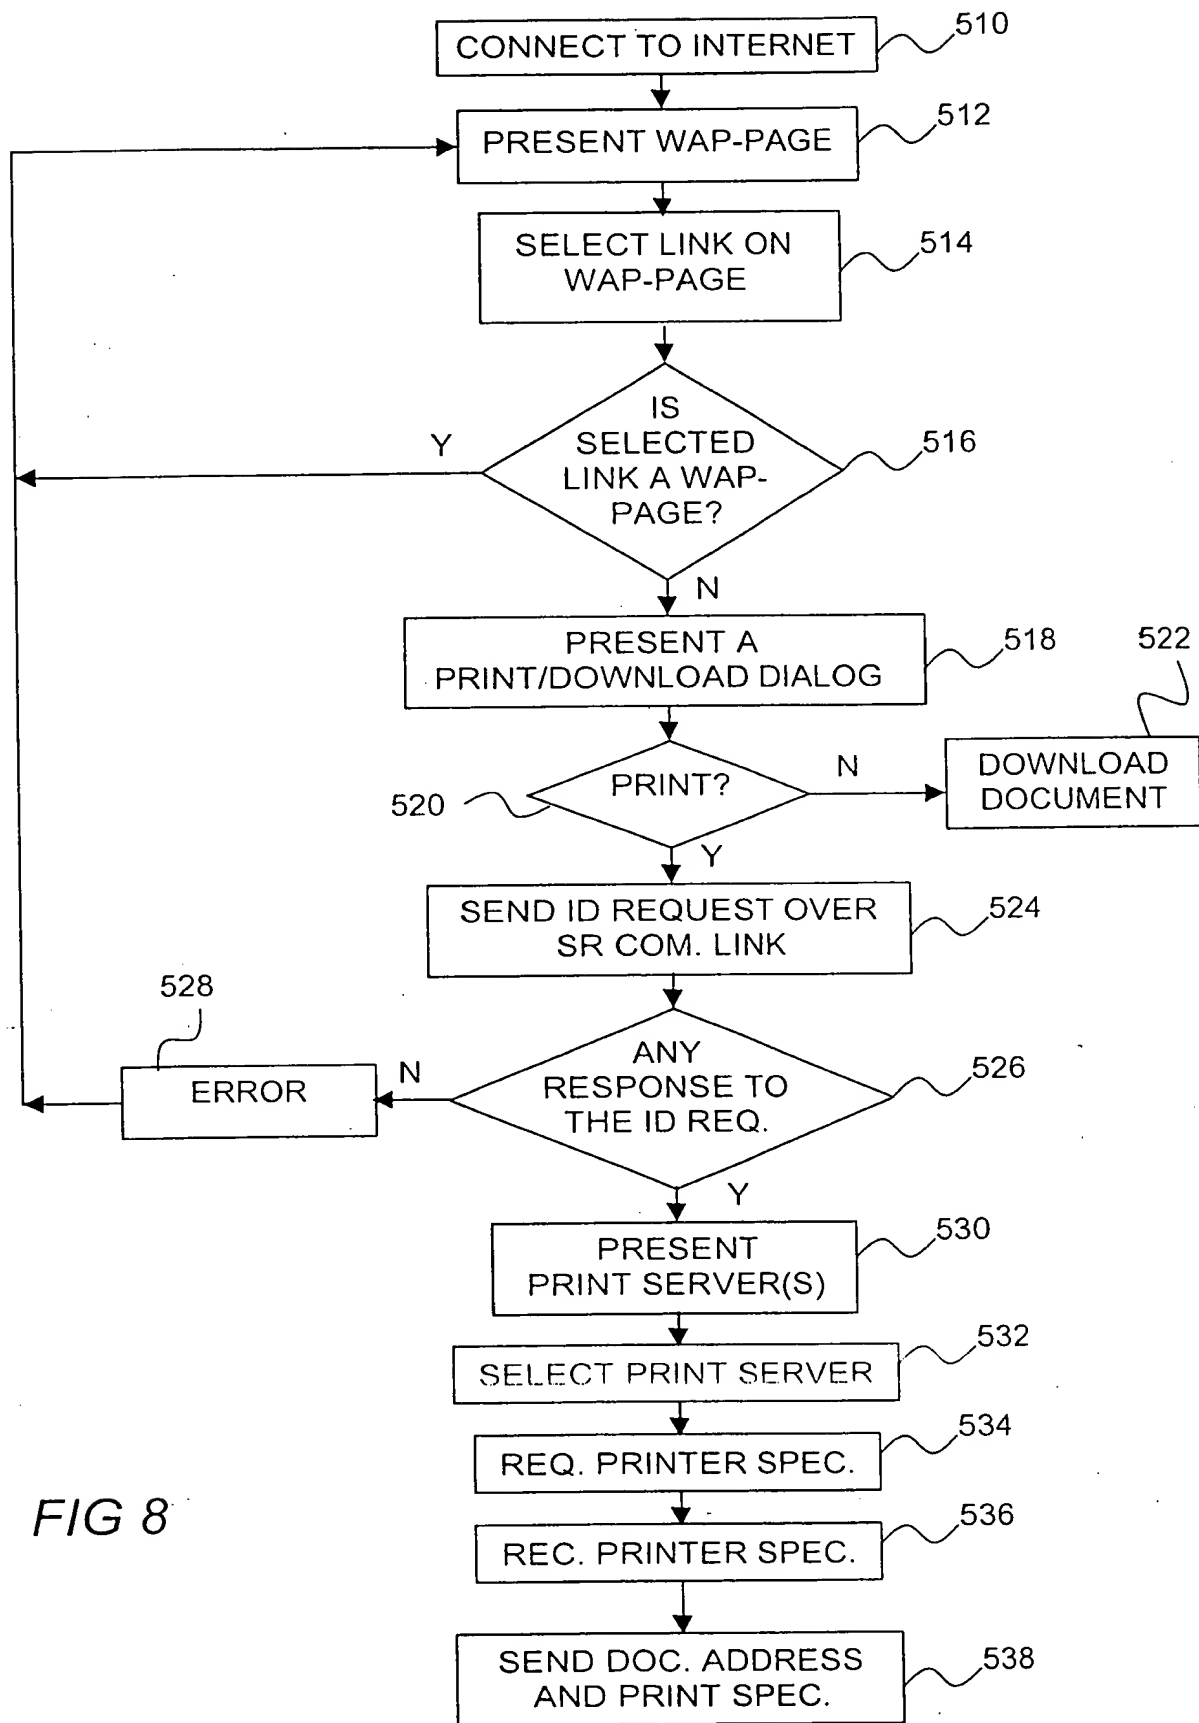 CONNECT TO INTERNET
510
PRESENT WAP-PAGE
512
SELECT LINK ON
WAP-PAGE
514
IS
SELECTED
LINK A WAP-
PAGE?
516
Y
N
PRESENT A
PRINT/DOWNLOAD DIALOG
518
522
PRINT?
520
N
DOWNLOAD
DOCUMENT
Y
SEND ID REQUEST OVER
SR COM. LINK
524
528
ERROR
N
ANY
RESPONSE TO
THE ID REQ.
526
Y
PRESENT
PRINT SERVER(S)
530
SELECT PRINT SERVER
532
REQ. PRINTER SPEC.
534
REC. PRINTER SPEC.
536
SEND DOC. ADDRESS
AND PRINT SPEC.
538
FIG 8